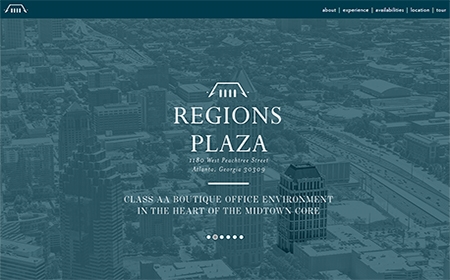 about | experience | availabilities | location | tour
REGIONS
PLAZA
1180 West Peachtree Street
Atlanta, Georgia 30309
CLASS AA BOUTIQUE OFFICE ENVIRONMENT
IN THE HEART OF THE MIDTOWN CORE